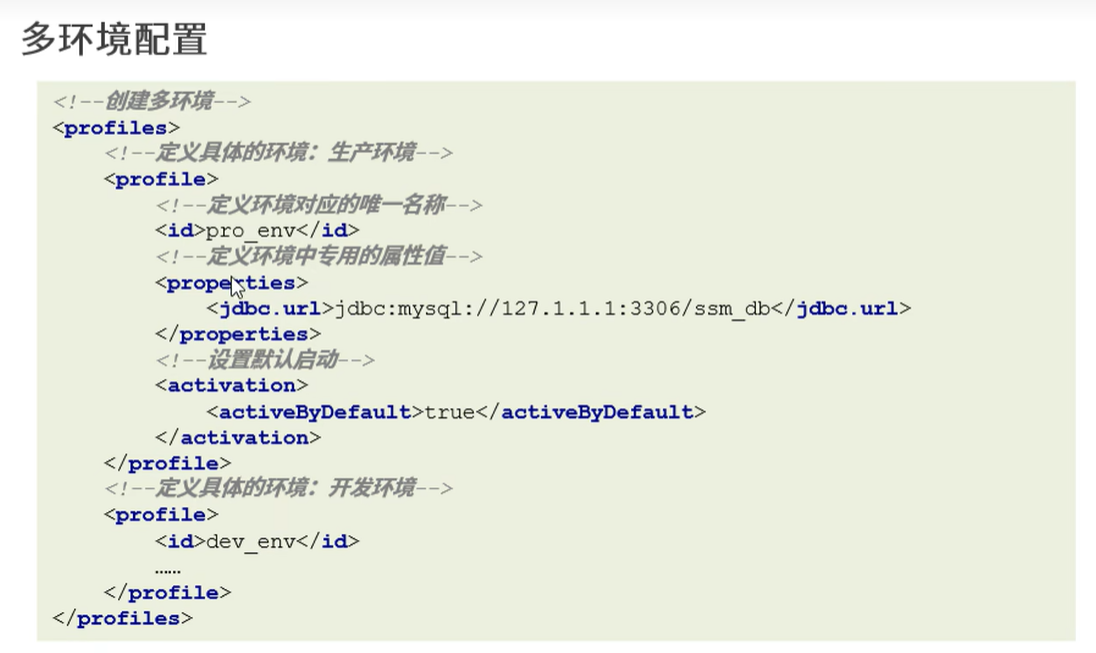 多环境配置
<!--创建多环境-->
<profiles>
<!--定义具体的环境：生产环境-->
<profile>
<!--定义环境对应的唯一名称-->
<id>pro_env</id>
<!--定义环境中专用的属性值-->
<properties>
<jdbc.url>jdbc:mysql://127.1.1.1:3306/ssm_db</jdbc.url>
</properties>
<!--设置默认启动-->
<activation>
<activeByDefault>true</activeByDefault>
</activation>
</profile>
<!--定义具体的环境：开发环境-->
<profile>
<id>dev_env</id>
……
</profile>
</profiles>